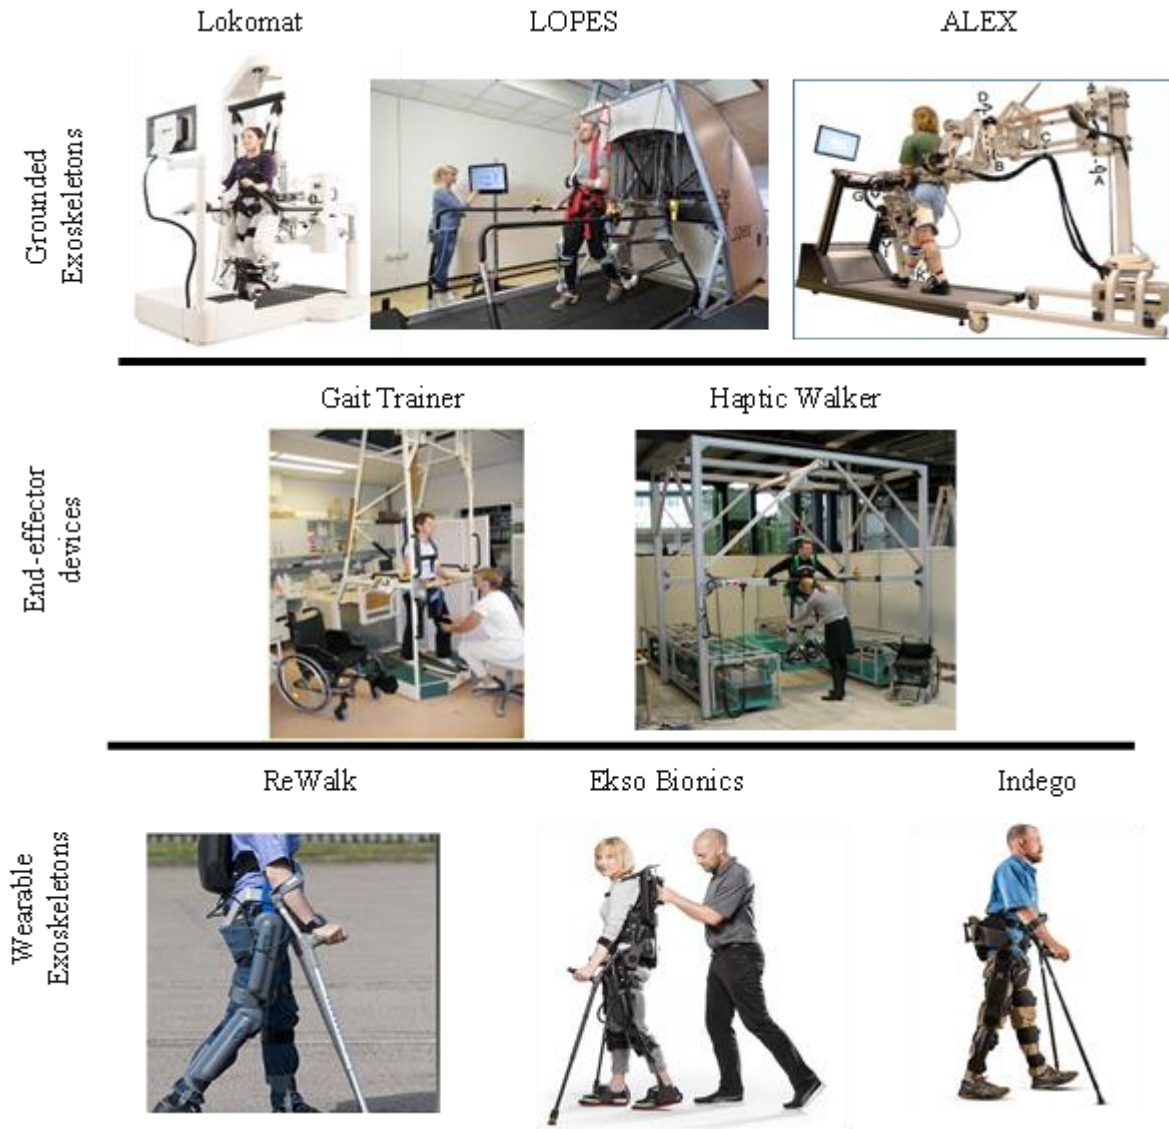 Lokomat
LOPES
ALEX
Grounded
Exoskeletons
D
C
B
A
G
Gait Trainer
Haptic Walker
End-effector
devices
ReWalk
Ekso Bionics
Indego
Wearable
Exoskeletons